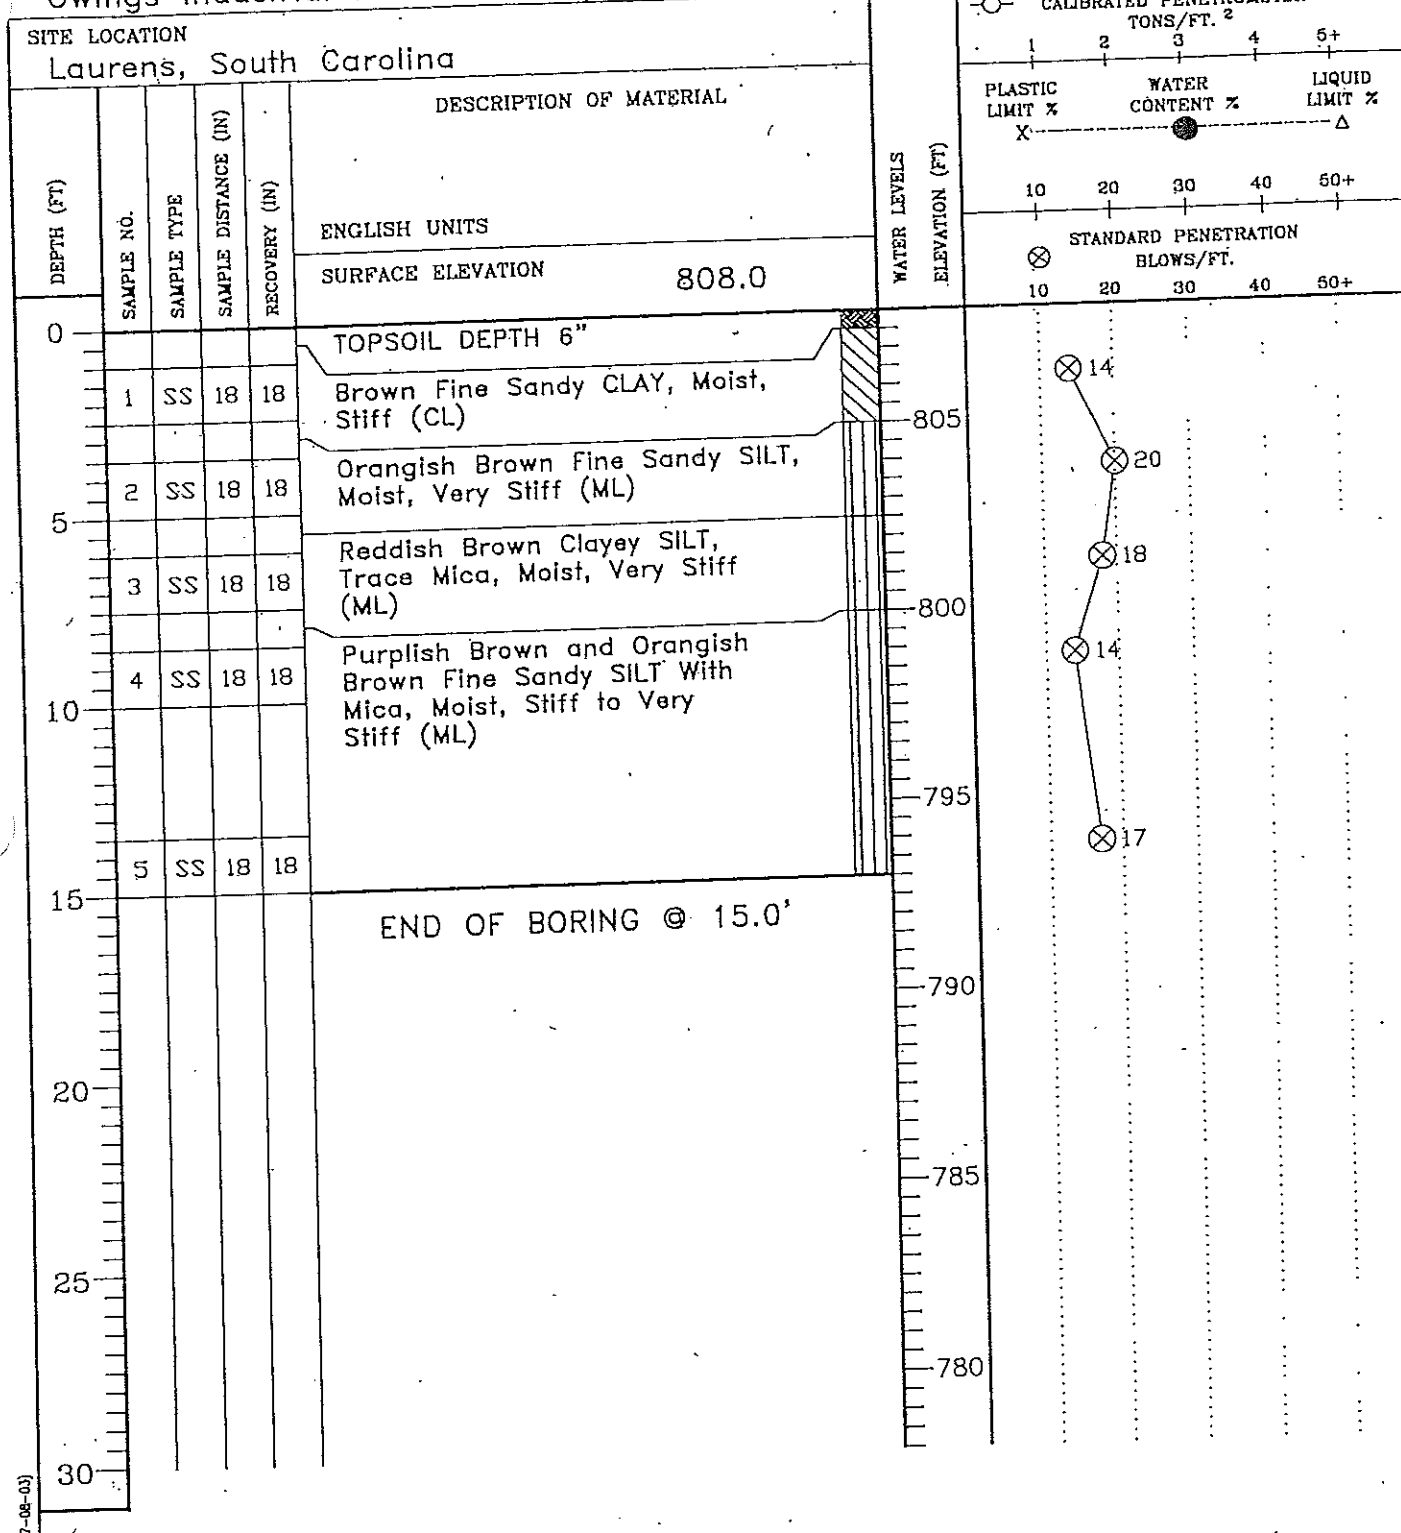 Owings
SITE LOCATION
Laurens, South Carolina
CALIBRATED
TONS/FT. 2
1 2 3 4 5+
PLASTIC LIMIT %
WATER CONTENT %
LIQUID LIMIT %
X
10 20 30 40 50+
STANDARD PENETRATION
BLOWS/FT.
10 20 30 40 50+
DEPTH (FT)
SAMPLE NO.
SAMPLE TYPE
SAMPLE DISTANCE (IN)
RECOVERY (IN)
DESCRIPTION OF MATERIAL
ENGLISH UNITS
SURFACE ELEVATION 808.0
WATER LEVELS
ELEVATION (FT)
0
TOPSOIL DEPTH 6"
1 SS 18 18
Brown Fine Sandy CLAY, Moist,
Stiff (CL)
14
805
2 SS 18 18
Orangish Brown Fine Sandy SILT,
Moist, Very Stiff (ML)
20
5
3 SS 18 18
Reddish Brown Clayey SILT,
Trace Mica, Moist, Very Stiff
(ML)
18
800
4 SS 18 18
Purplish Brown and Orangish
Brown Fine Sandy SILT With
Mica, Moist, Stiff to Very
Stiff (ML)
14
10
795
5 SS 18 18
17
15
END OF BORING @ 15.0'
790
20
785
25
780
30
7-08-03)